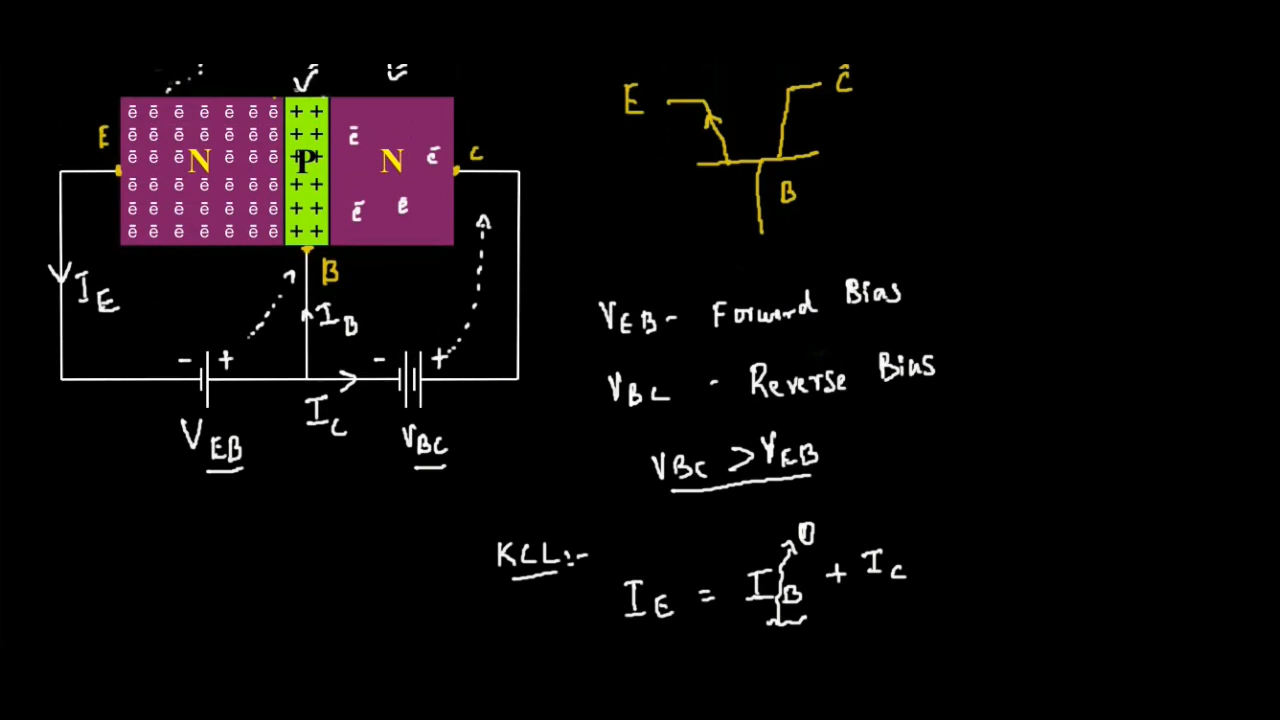 ē ē ē ē ē ē ē + +
ē ē ē ē ē ē ē + + ē
E ē ē ē N ē ē ē + P + N ē C
ē ē ē ē ē ē ē + +
ē ē ē ē ē ē ē + + ē e
ē ē ē ē ē ē ē + +
B
I_E
I_B
- + - +
I_C
V_EB V_BC
E C
B
V_EB - Forward Bias
V_BC - Reverse Bias
V_BC > V_EB
KCL:-
0
I_E = I_B + I_C